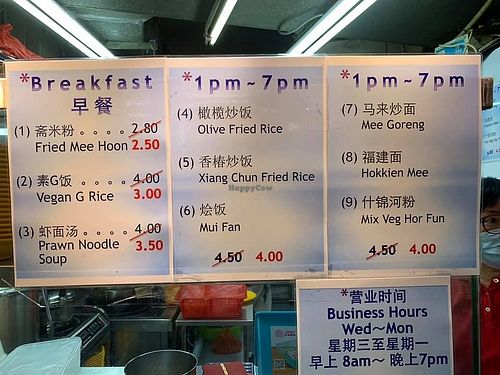 *Breakfast
早餐
(1) 斋米粉 . . . . 2.80
Fried Mee Hoon 2.50
(2) 素G饭 . . . . 4.00
Vegan G Rice 3.00
(3) 虾面汤 . . . . 4.00
Prawn Noodle 3.50
Soup
*1pm~7pm
(4) 橄榄炒饭
Olive Fried Rice
(5) 香椿炒饭
Xiang Chun Fried Rice
(6) 烩饭
Mui Fan
4.50 4.00
*1pm~7pm
(7) 马来炒面
Mee Goreng
(8) 福建面
Hokkien Mee
(9) 什锦河粉
Mix Veg Hor Fun
4.50 4.00
*营业时间
Business Hours
Wed~Mon
星期三至星期一
早上 8am~ 晚上7pm
HappyCow